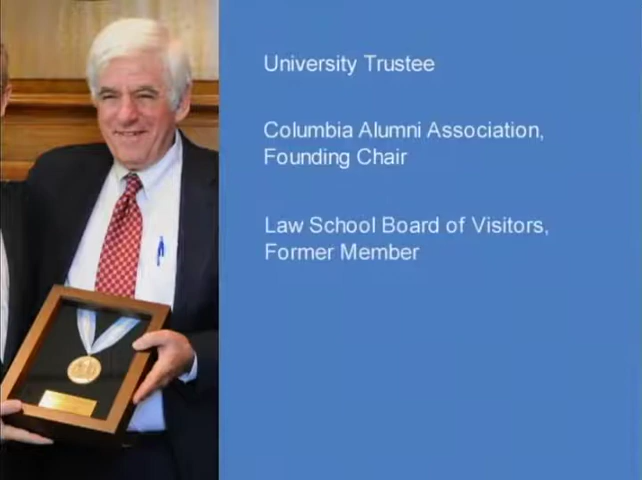 University Trustee
Columbia Alumni Association,
Founding Chair
Law School Board of Visitors,
Former Member